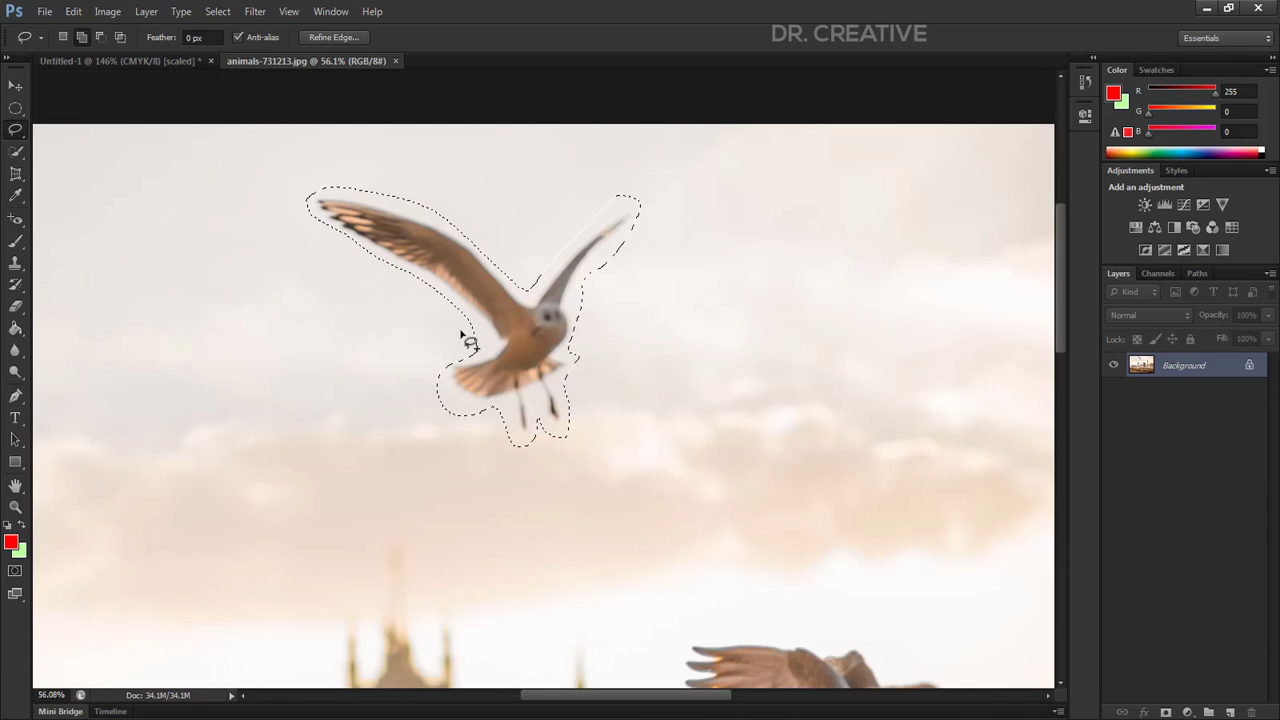 Ps File Edit Image Layer Type Select Filter View Window Help
Feather: 0 px Anti-alias Refine Edge... DR. CREATIVE Essentials
Untitled-1 @ 146% (CMYK/8) [scaled] * × animals-731213.jpg @ 56.1% (RGB/8#) ×
Color Swatches
R 255
G 0
B 0
Adjustments Styles
Add an adjustment
Layers Channels Paths
Kind
Normal Opacity: 100%
Lock: Fill: 100%
Background
56.08% Doc: 34.1M/34.1M
Mini Bridge Timeline